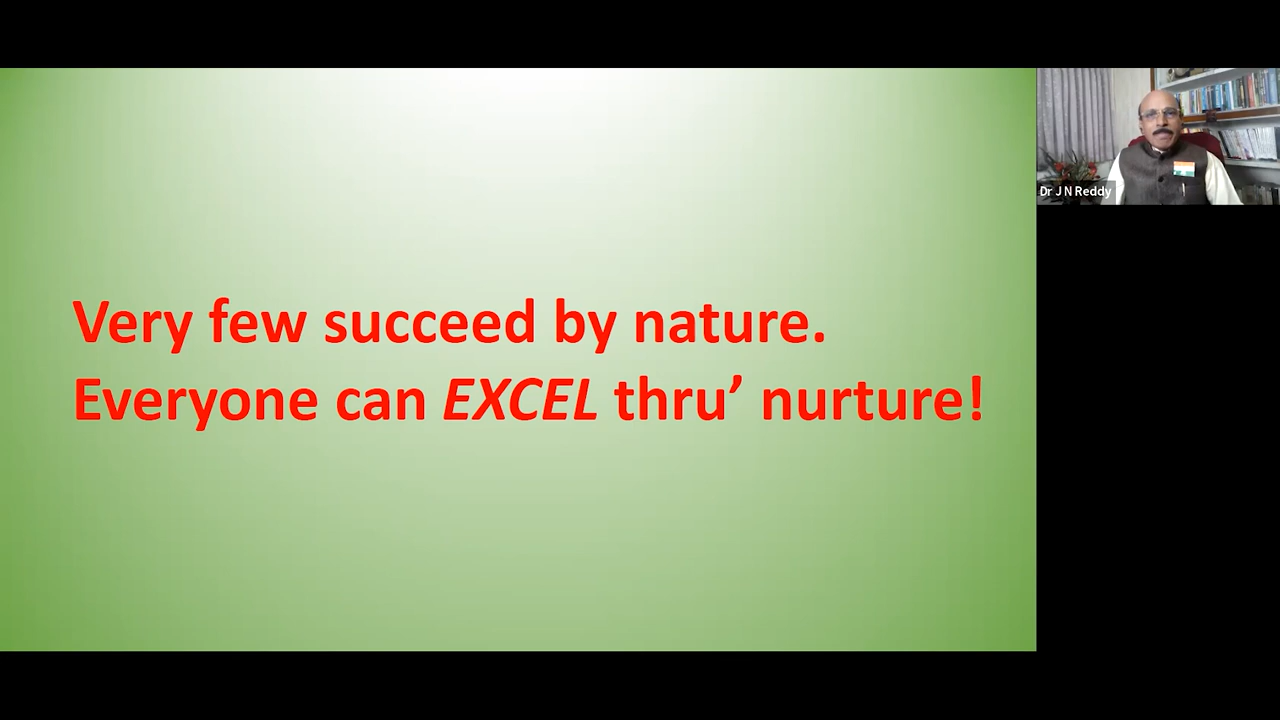 Very few succeed by nature.
Everyone can EXCEL thru’ nurture!
Dr J N Reddy